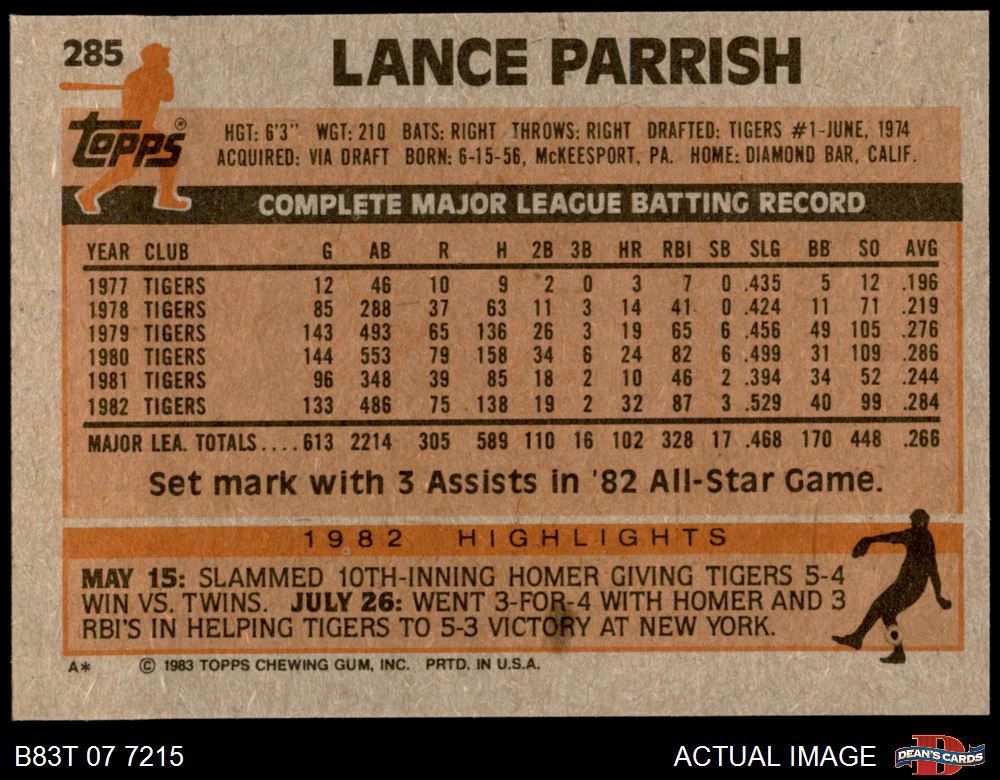 285
LANCE PARRISH
Topps®
HGT: 6'3" WGT: 210 BATS: RIGHT THROWS: RIGHT DRAFTED: TIGERS #1-JUNE, 1974
ACQUIRED: VIA DRAFT BORN: 6-15-56, McKEESPORT, PA. HOME: DIAMOND BAR, CALIF.
COMPLETE MAJOR LEAGUE BATTING RECORD
YEAR CLUB G AB R H 2B 3B HR RBI SB SLG BB SO AVG
1977 TIGERS 12 46 10 9 2 0 3 7 0 .435 5 12 .196
1978 TIGERS 85 288 37 63 11 3 14 41 0 .424 11 71 .219
1979 TIGERS 143 493 65 136 26 3 19 65 6 .456 49 105 .276
1980 TIGERS 144 553 79 158 34 6 24 82 6 .499 31 109 .286
1981 TIGERS 96 348 39 85 18 2 10 46 2 .394 34 52 .244
1982 TIGERS 133 486 75 138 19 2 32 87 3 .529 40 99 .284
MAJOR LEA. TOTALS.... 613 2214 305 589 110 16 102 328 17 .468 170 448 .266
Set mark with 3 Assists in '82 All-Star Game.
1982 HIGHLIGHTS
MAY 15: SLAMMED 10TH-INNING HOMER GIVING TIGERS 5-4
WIN VS. TWINS. JULY 26: WENT 3-FOR-4 WITH HOMER AND 3
RBI'S IN HELPING TIGERS TO 5-3 VICTORY AT NEW YORK.
A* © 1983 TOPPS CHEWING GUM, INC. PRTD. IN U.S.A.
B83T 07 7215
ACTUAL IMAGE
D
DEAN'S CARDS